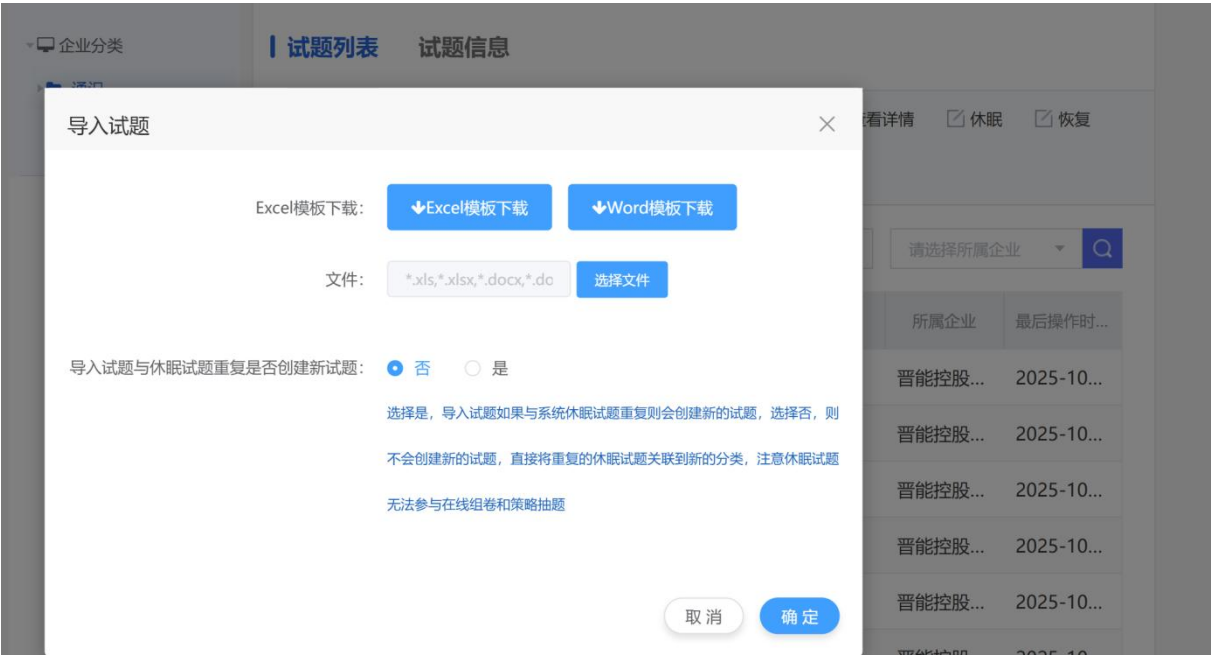 企业分类
试题列表 试题信息
导入试题
看详情 休眠 恢复
Excel模板下载：
Excel模板下载 Word模板下载
请选择所属企业
文件：
*.xls,*.xlsx,*.docx,*.do
选择文件
所属企业 最后操作时...
导入试题与休眠试题重复是否创建新试题：
否 是
晋能控股... 2025-10...
选择是，导入试题如果与系统休眠试题重复则会创建新的试题，选择否，则
不会创建新的试题，直接将重复的休眠试题关联到新的分类，注意休眠试题
无法参与在线组卷和策略抽题
晋能控股... 2025-10...
晋能控股... 2025-10...
晋能控股... 2025-10...
晋能控股... 2025-10...
取消 确定